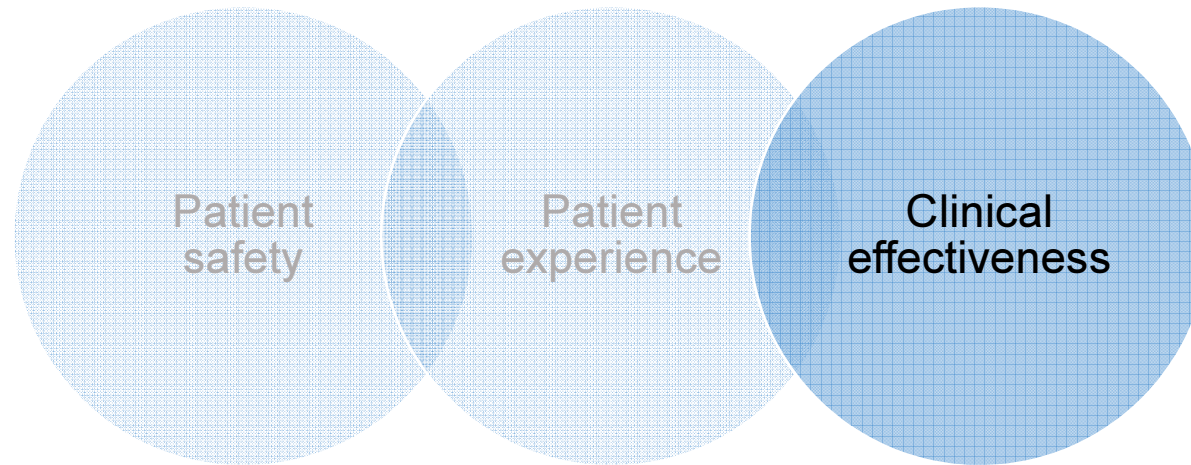 Patient
safety
Patient
experience
Clinical
effectiveness